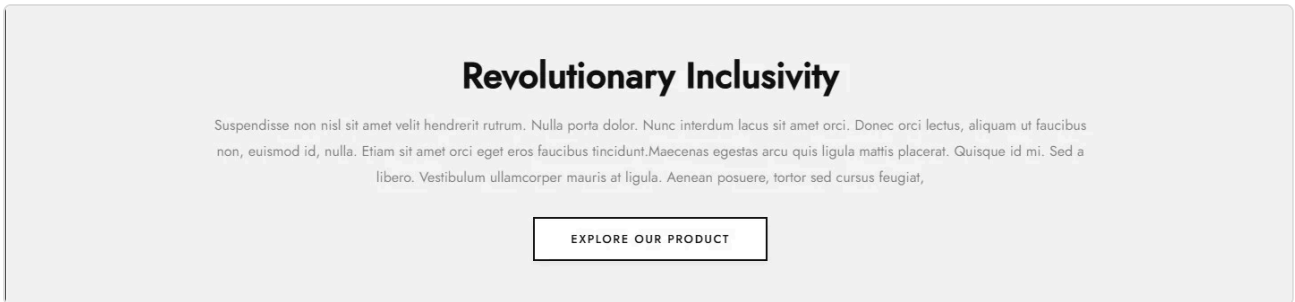 Revolutionary Inclusivity
Suspendisse non nisl sit amet velit hendrerit rutrum. Nulla porta dolor. Nunc interdum lacus sit amet orci. Donec orci lectus, aliquam ut faucibus
non, euismod id, nulla. Etiam sit amet orci eget eros faucibus tincidunt.Maecenas egestas arcu quis ligula mattis placerat. Quisque id mi. Sed a
libero. Vestibulum ullamcorper mauris at ligula. Aenean posuere, tortor sed cursus feugiat,
EXPLORE OUR PRODUCT